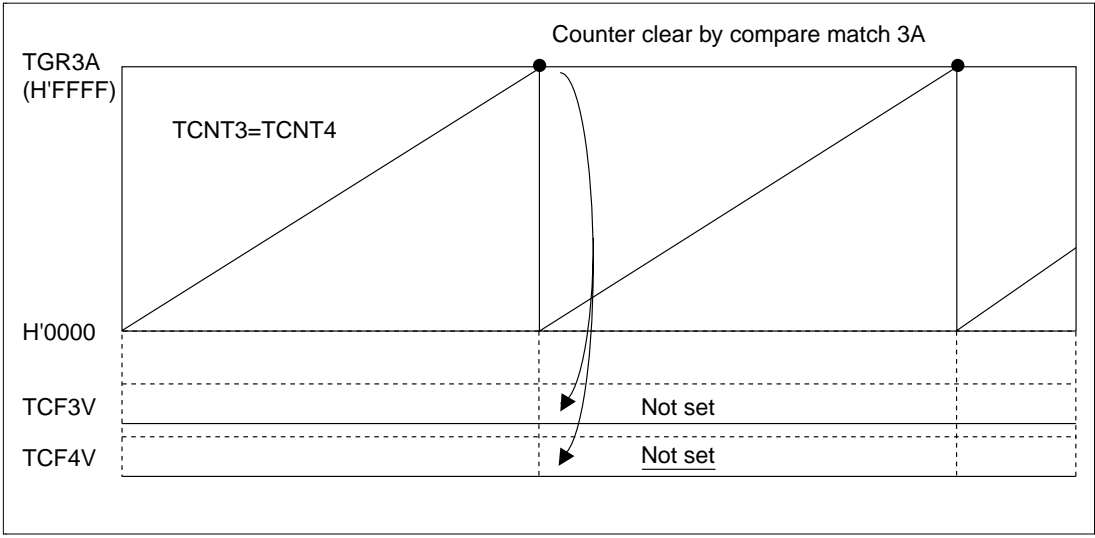 Counter clear by compare match 3A
TGR3A
(H'FFFF)
TCNT3=TCNT4
H'0000
TCF3V
Not set
TCF4V
Not set